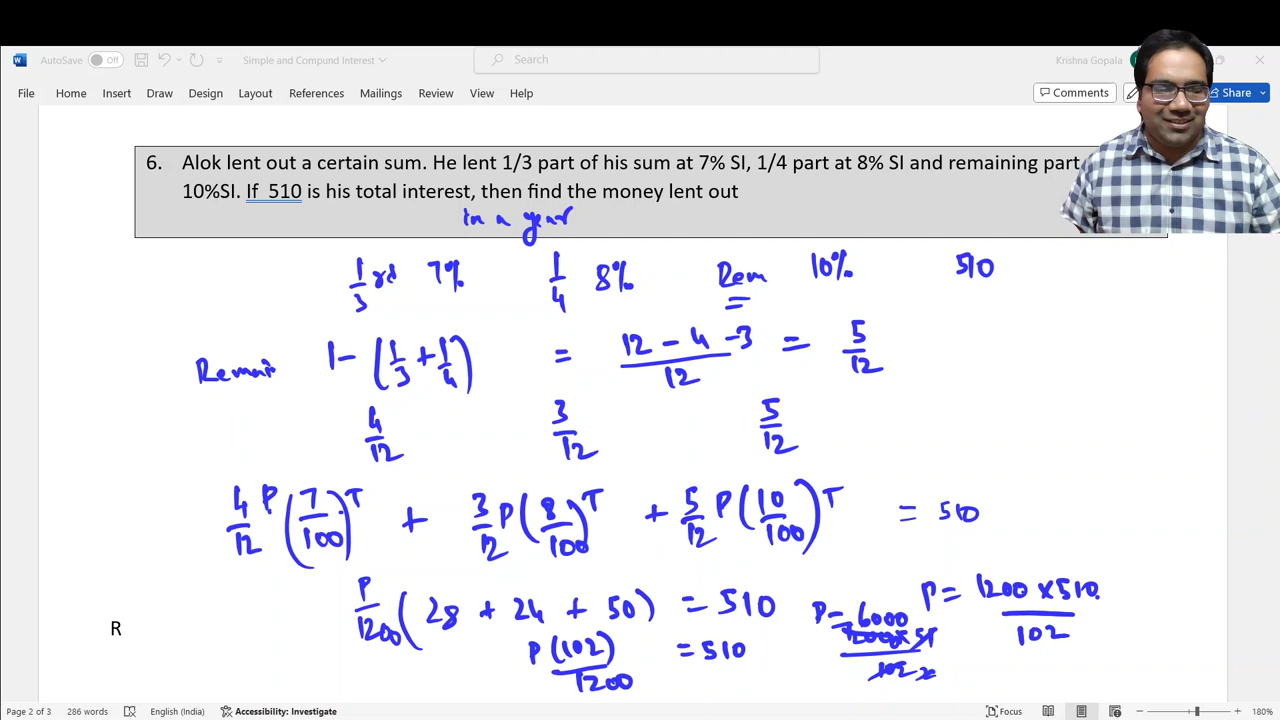 AutoSave Off Simple and Compund Interest Search Krishna Gopala
File Home Insert Draw Design Layout References Mailings Review View Help Comments Share
6. Alok lent out a certain sum. He lent 1/3 part of his sum at 7% SI, 1/4 part at 8% SI and remaining part
10%SI. If 510 is his total interest, then find the money lent out
in a year
1/3 rd 7% 1/4 8% Rem 10% 510
Remain 1-(1/3+1/4) = 12-4-3/12 = 5/12
4/12 3/12 5/12
4/12 P(7/100)T + 3/12 P(8/100)T + 5/12 P(10/100)T = 510
P/1200 (28 + 24 + 50) = 510 P= 6000 P= 1200 x 510/102
R P(102)/1200 = 510
Page 2 of 3 286 words English (India) Accessibility: Investigate Focus 180%